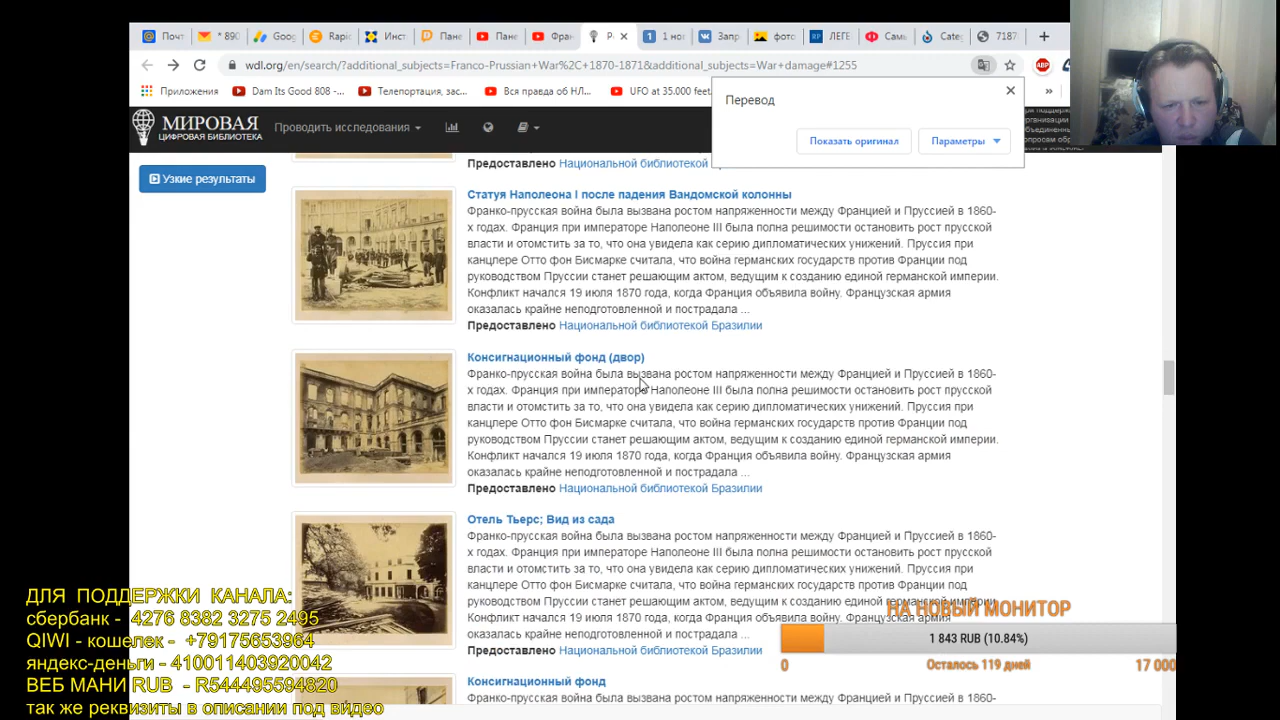 Почт
* 890
Goog
Rapid
Инст
Пане
Пане
Фран
P
1 но
Запр
фото
ЛЕГЕ
Самы
Cate
7187
wdl.org/en/search/?additional_subjects=Franco-Prussian+War%2C+1870-1871&additional_subjects=War+damage#1255
ABP
Приложения
Dam Its Good 808 -...
Телепортация, зас...
Вся правда об НЛ...
UFO at 35.000 feet.
»
Перевод
Показать оригинал
Параметры
МИРОВАЯ
ЦИФРОВАЯ БИБЛИОТЕКА
Проводить исследования
Узкие результаты
Предоставлено Национальной библиотекой
Статуя Наполеона I после падения Вандомской колонны
Франко-прусская война была вызвана ростом напряженности между Францией и Пруссией в 1860-
х годах. Франция при императоре Наполеоне III была полна решимости остановить рост прусской
власти и отомстить за то, что она увидела как серию дипломатических унижений. Пруссия при
канцлере Отто фон Бисмарке считала, что война германских государств против Франции под
руководством Пруссии станет решающим актом, ведущим к созданию единой германской империи.
Конфликт начался 19 июля 1870 года, когда Франция объявила войну. Французская армия
оказалась крайне неподготовленной и пострадала ...
Предоставлено Национальной библиотекой Бразилии
Консигнационный фонд (двор)
Франко-прусская война была вызвана ростом напряженности между Францией и Пруссией в 1860-
х годах. Франция при императоре Наполеоне III была полна решимости остановить рост прусской
власти и отомстить за то, что она увидела как серию дипломатических унижений. Пруссия при
канцлере Отто фон Бисмарке считала, что война германских государств против Франции под
руководством Пруссии станет решающим актом, ведущим к созданию единой германской империи.
Конфликт начался 19 июля 1870 года, когда Франция объявила войну. Французская армия
оказалась крайне неподготовленной и пострадала ...
Предоставлено Национальной библиотекой Бразилии
Отель Тьерс; Вид из сада
Франко-прусская война была вызвана ростом напряженности между Францией и Пруссией в 1860-
х годах. Франция при императоре Наполеоне III была полна решимости остановить рост прусской
власти и отомстить за то, что она увидела как серию дипломатических унижений. Пруссия при
канцлере Отто фон Бисмарке считала, что война германских государств против Франции под
руководством Пруссии станет решающим актом, ведущим к созданию единой германской империи.
Конфликт начался 19 июля 1870 года, когда Франция
оказалась крайне неподготовленной и пострадала ...
Предоставлено Национальной библиотекой Бразилии
Консигнационный фонд
Франко-прусская война была вызвана ростом напряженности между Францией и Пруссией в 1860-
ДЛЯ ПОДДЕРЖКИ КАНАЛА:
сбербанк - 4276 8382 3275 2495
QIWI - кошелек - +79175653964
яндекс-деньги - 410011403920042
ВЕБ МАНИ RUB - R544495594820
так же реквизиты в описании под видео
НА НОВЫЙ МОНИТОР
1 843 RUB (10.84%)
0
Осталось 119 дней
17 000